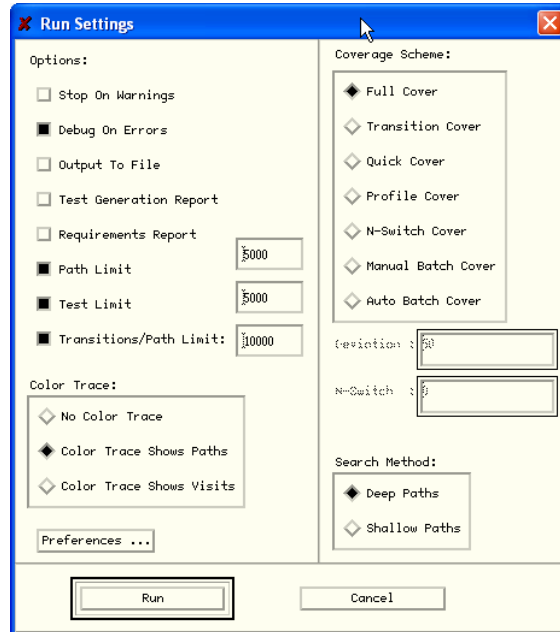 Run Settings
Options:
Stop On Warnings
Debug On Errors
Output To File
Test Generation Report
Requirements Report
Path Limit
5000
Test Limit
5000
Transitions/Path Limit:
10000
Color Trace:
No Color Trace
Color Trace Shows Paths
Color Trace Shows Visits
Preferences ...
Coverage Scheme:
Full Cover
Transition Cover
Quick Cover
Profile Cover
N-Switch Cover
Manual Batch Cover
Auto Batch Cover
Deviation :
50
N-Switch :
0
Search Method:
Deep Paths
Shallow Paths
Run
Cancel